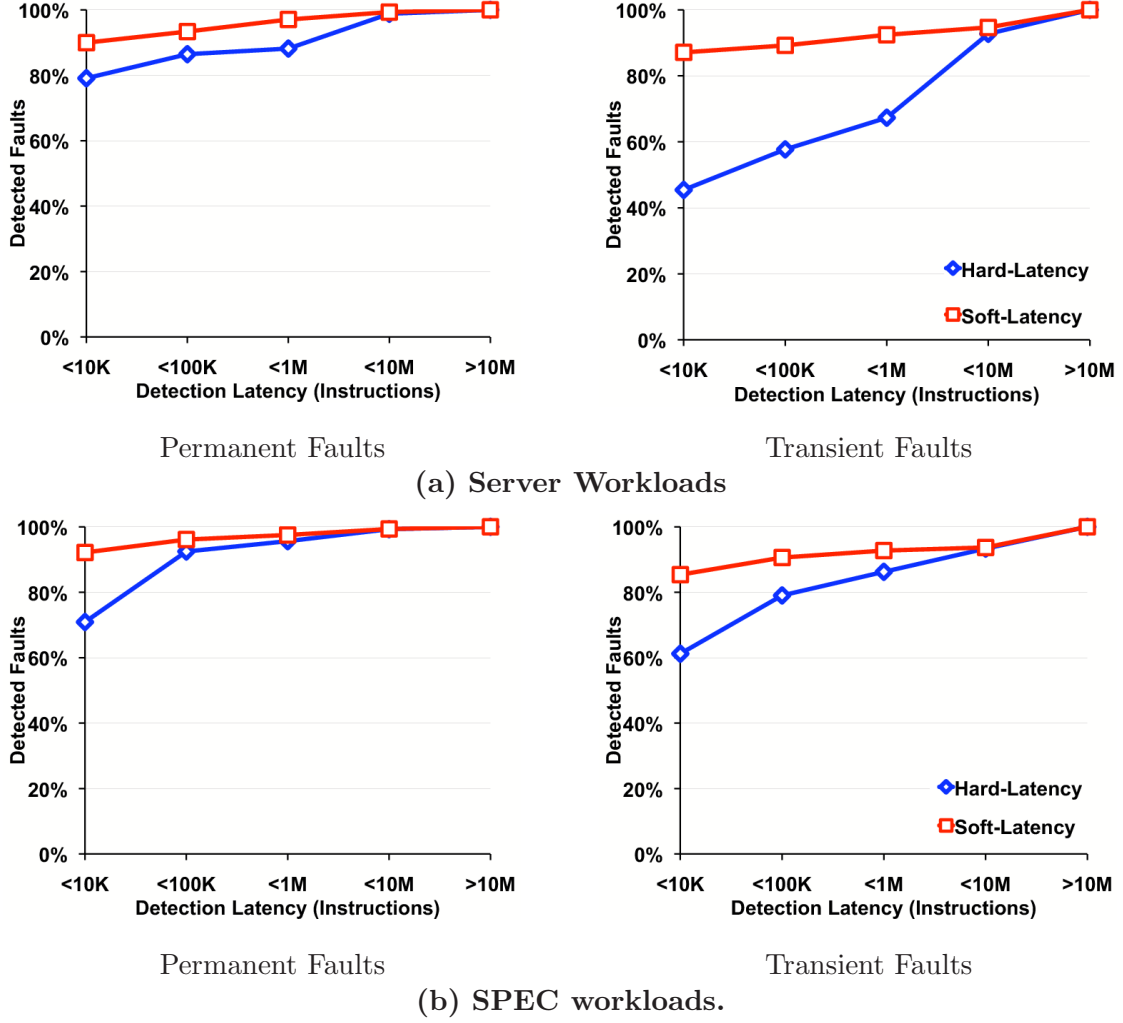 100%
80%
60%
40%
20%
0%
Detected Faults
<10K <100K <1M <10M >10M
Detection Latency (Instructions)
Permanent Faults
100%
80%
60%
40%
20%
0%
Detected Faults
Hard-Latency
Soft-Latency
<10K <100K <1M <10M >10M
Detection Latency (Instructions)
Transient Faults
(a) Server Workloads
100%
80%
60%
40%
20%
0%
Detected Faults
<10K <100K <1M <10M >10M
Detection Latency (Instructions)
Permanent Faults
100%
80%
60%
40%
20%
0%
Detected Faults
Hard-Latency
Soft-Latency
<10K <100K <1M <10M >10M
Detection Latency (Instructions)
Transient Faults
(b) SPEC workloads.